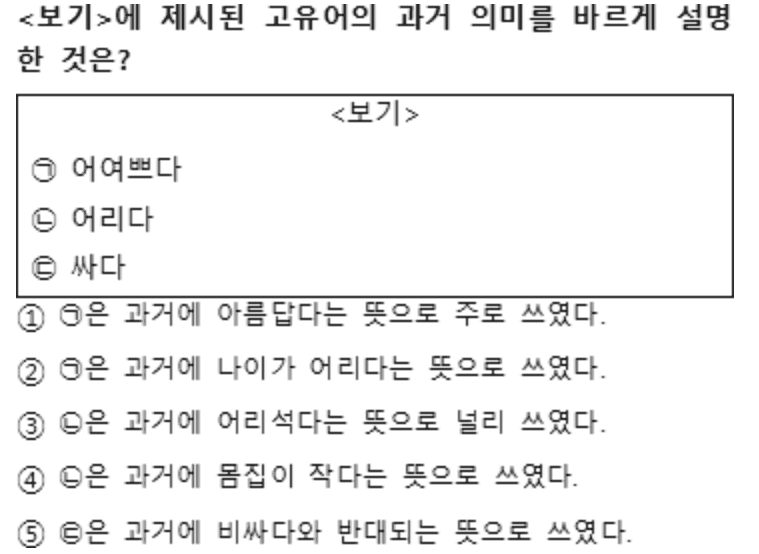 <보기>에 제시된 고유어의 과거 의미를 바르게 설명
한 것은?
<보기>
㉠ 어여쁘다
㉡ 어리다
㉢ 싸다
① ㉠은 과거에 아름답다는 뜻으로 주로 쓰였다.
② ㉠은 과거에 나이가 어리다는 뜻으로 쓰였다.
③ ㉡은 과거에 어리석다는 뜻으로 널리 쓰였다.
④ ㉡은 과거에 몸집이 작다는 뜻으로 쓰였다.
⑤ ㉢은 과거에 비싸다와 반대되는 뜻으로 쓰였다.